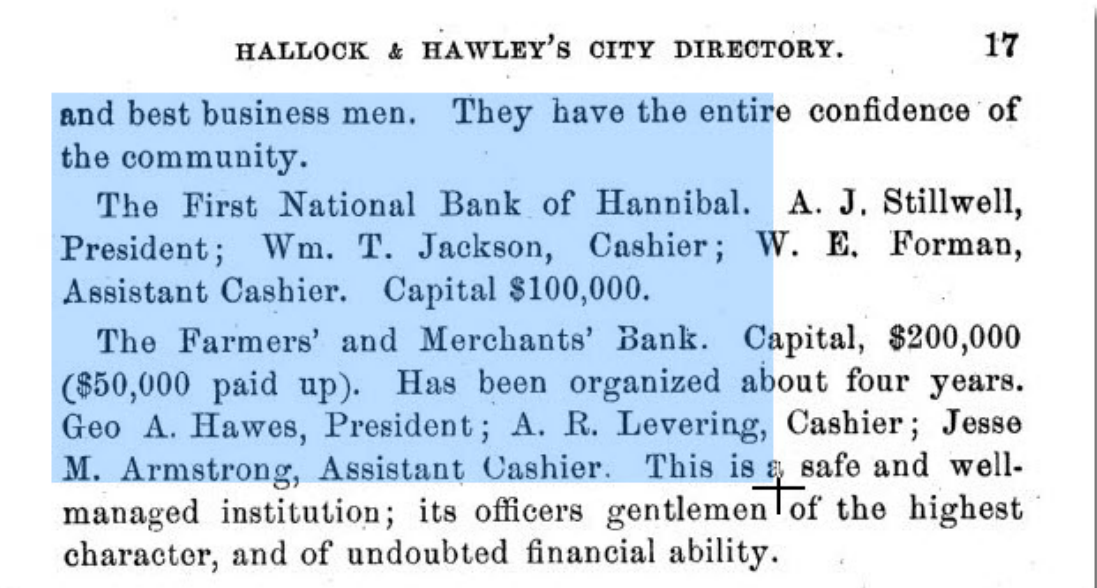 HALLOCK & HAWLEY'S CITY DIRECTORY. 17
and best business men. They have the entire confidence of
the community.
The First National Bank of Hannibal. A. J. Stillwell,
President; Wm. T. Jackson, Cashier; W. E. Forman,
Assistant Cashier. Capital $100,000.
The Farmers' and Merchants' Bank. Capital, $200,000
($50,000 paid up). Has been organized about four years.
Geo A. Hawes, President; A. R. Levering, Cashier; Jesse
M. Armstrong, Assistant Cashier. This is a safe and well-
managed institution; its officers gentlemen of the highest
character, and of undoubted financial ability.